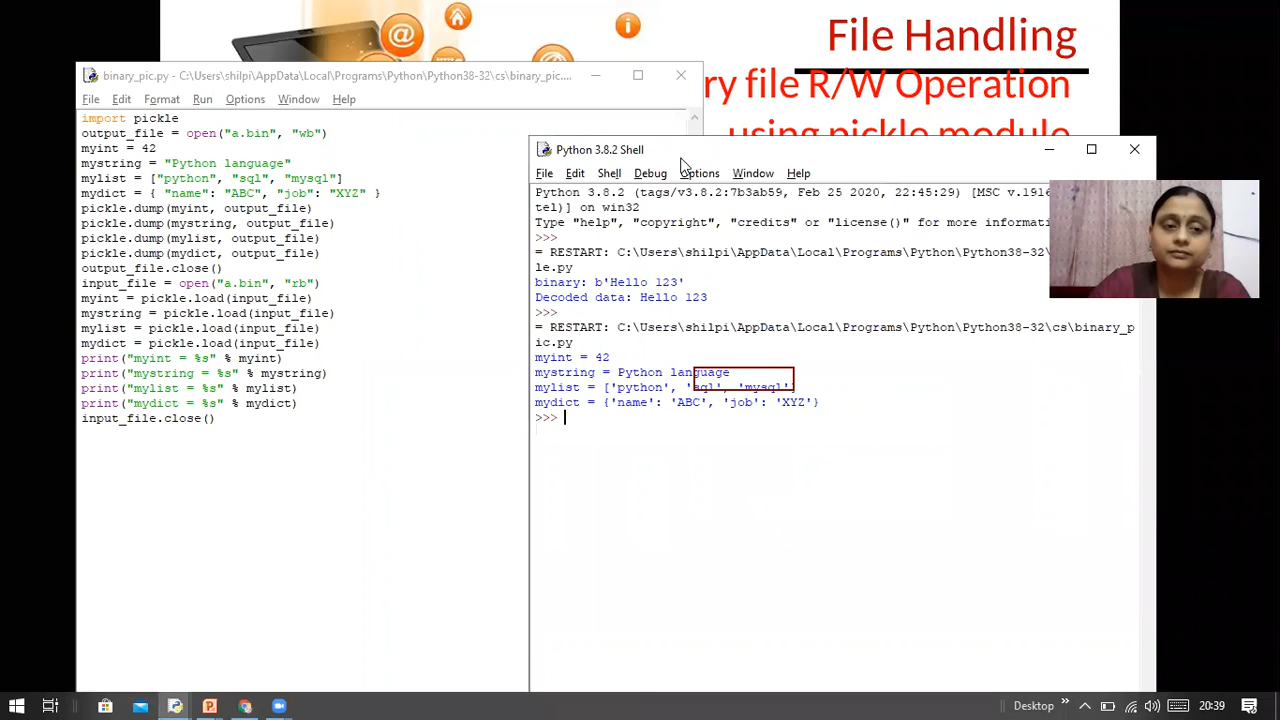 File Handling
ry file R/W Operation
using pickle module
binary_pic.py - C:\Users\shilpi\AppData\Local\Programs\Python\Python38-32\cs\binary_pic....
File Edit Format Run Options Window Help
import pickle
output_file = open("a.bin", "wb")
myint = 42
mystring = "Python language"
mylist = ["python", "sql", "mysql"]
mydict = { "name": "ABC", "job": "XYZ" }
pickle.dump(myint, output_file)
pickle.dump(mystring, output_file)
pickle.dump(mylist, output_file)
pickle.dump(mydict, output_file)
output_file.close()
input_file = open("a.bin", "rb")
myint = pickle.load(input_file)
mystring = pickle.load(input_file)
mylist = pickle.load(input_file)
mydict = pickle.load(input_file)
print("myint = %s" % myint)
print("mystring = %s" % mystring)
print("mylist = %s" % mylist)
print("mydict = %s" % mydict)
input_file.close()
Python 3.8.2 Shell
File Edit Shell Debug Options Window Help
Python 3.8.2 (tags/v3.8.2:7b3ab59, Feb 25 2020, 22:45:29) [MSC v.1916
tel)] on win32
Type "help", "copyright", "credits" or "license()" for more informa
>>>
= RESTART: C:\Users\shilpi\AppData\Local\Programs\Python\Python38-32\
le.py
binary: b'Hello 123'
Decoded data: Hello 123
>>>
= RESTART: C:\Users\shilpi\AppData\Local\Programs\Python\Python38-32\cs\binary_p
ic.py
myint = 42
mystring = Python language
mylist = ['python', 'sql', 'mysql']
mydict = {'name': 'ABC', 'job': 'XYZ'}
>>>
Desktop
20:39